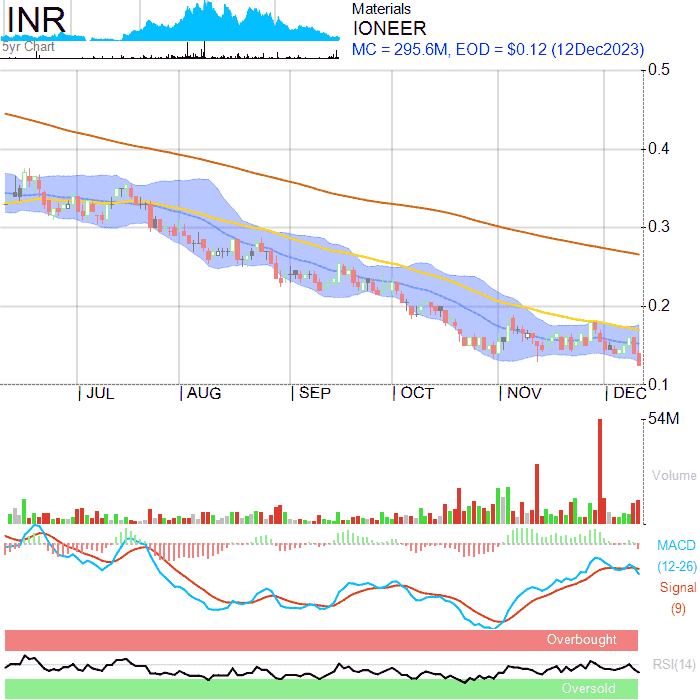 INR
5yr Chart
Materials
IONEER
MC = 295.6M, EOD = $0.12 (12Dec2023)
0.5
0.4
0.3
0.2
0.1
JUL AUG SEP OCT NOV DEC
54M
Volume
MACD
(12-26)
Signal
(9)
Overbought
RSI(14)
Oversold